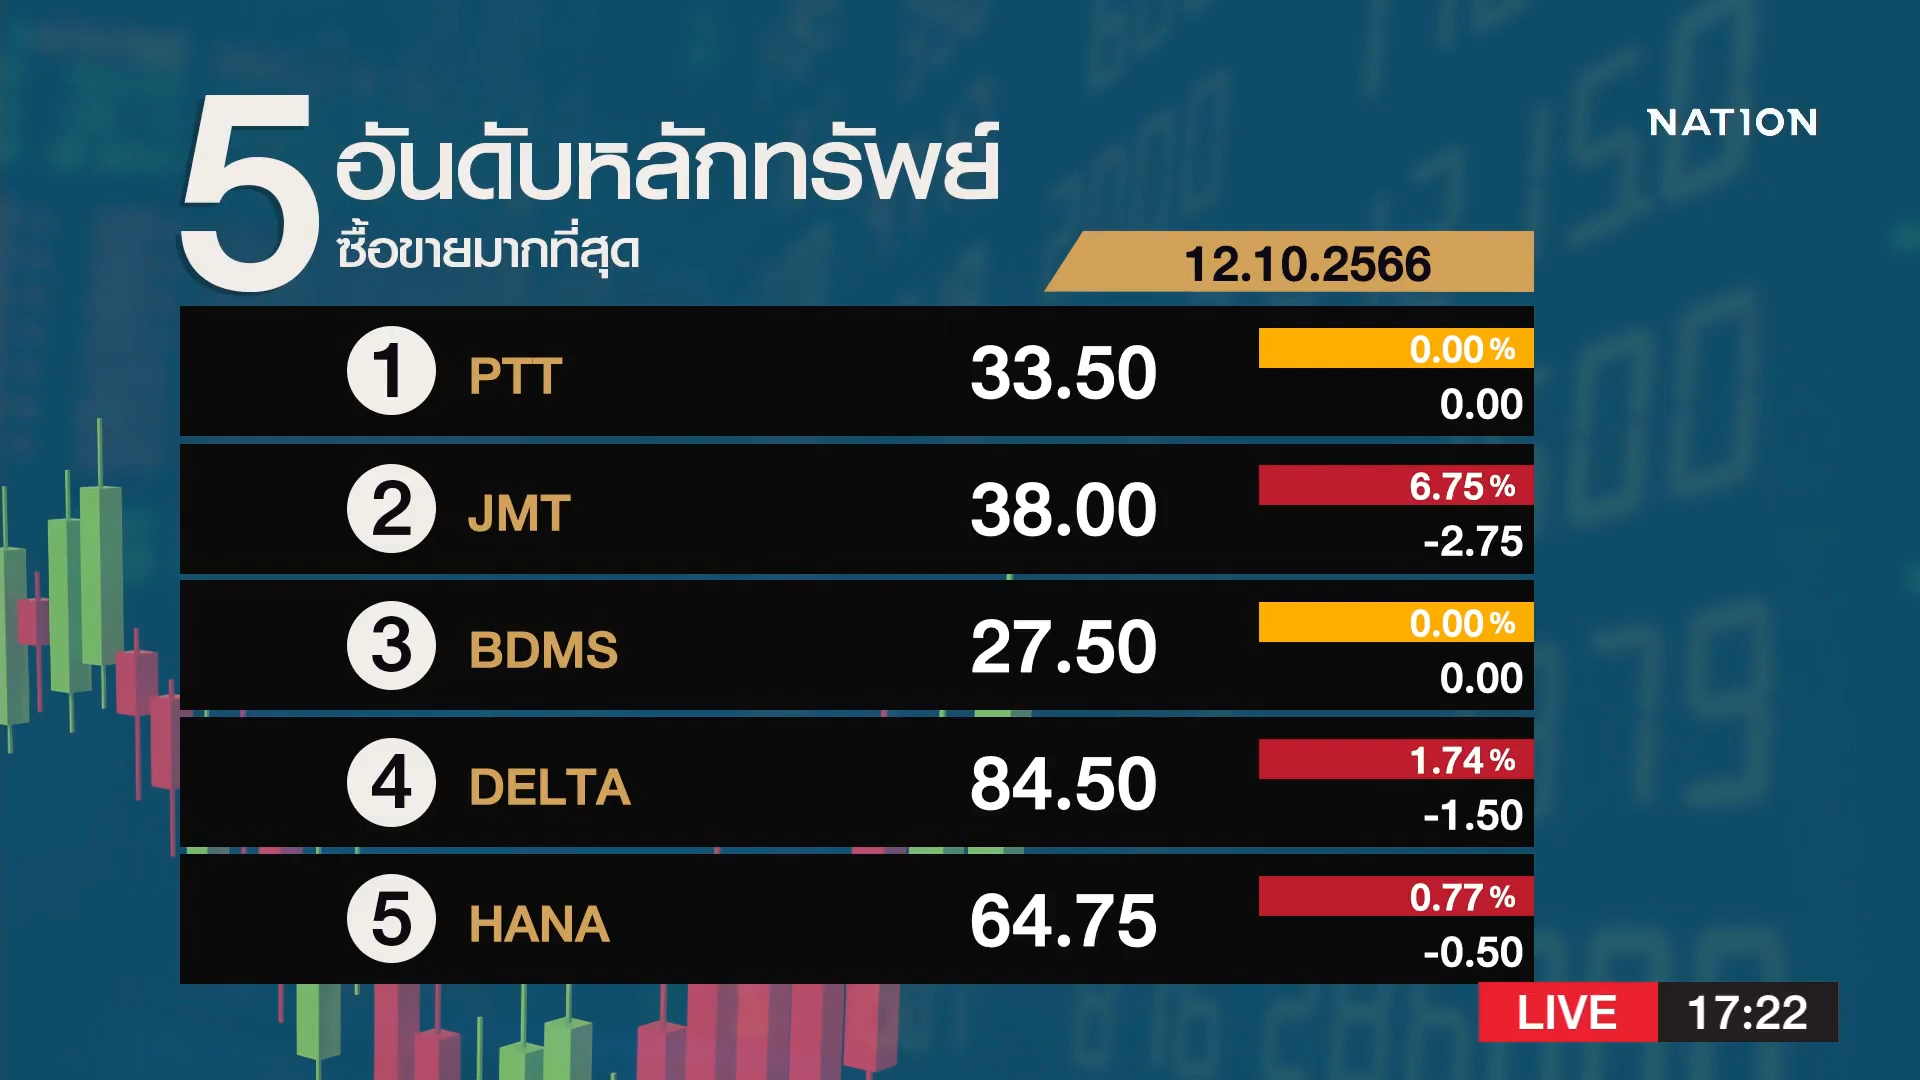 NATION
5 อันดับหลักทรัพย์
ซื้อขายมากที่สุด
12.10.2566
1 PTT 33.50 0.00%
0.00
2 JMT 38.00 6.75%
-2.75
3 BDMS 27.50 0.00%
0.00
4 DELTA 84.50 1.74%
-1.50
5 HANA 64.75 0.77%
-0.50
LIVE 17:22